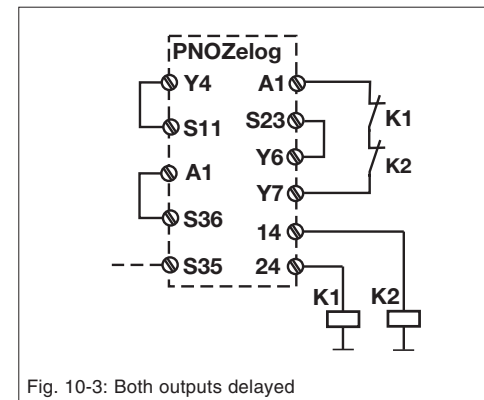 PNOZelog
Y4 A1
S11 S23
K1
Y6
A1 K2
Y7
S36 14
S35 24
K1 K2
Fig. 10-3: Both outputs delayed